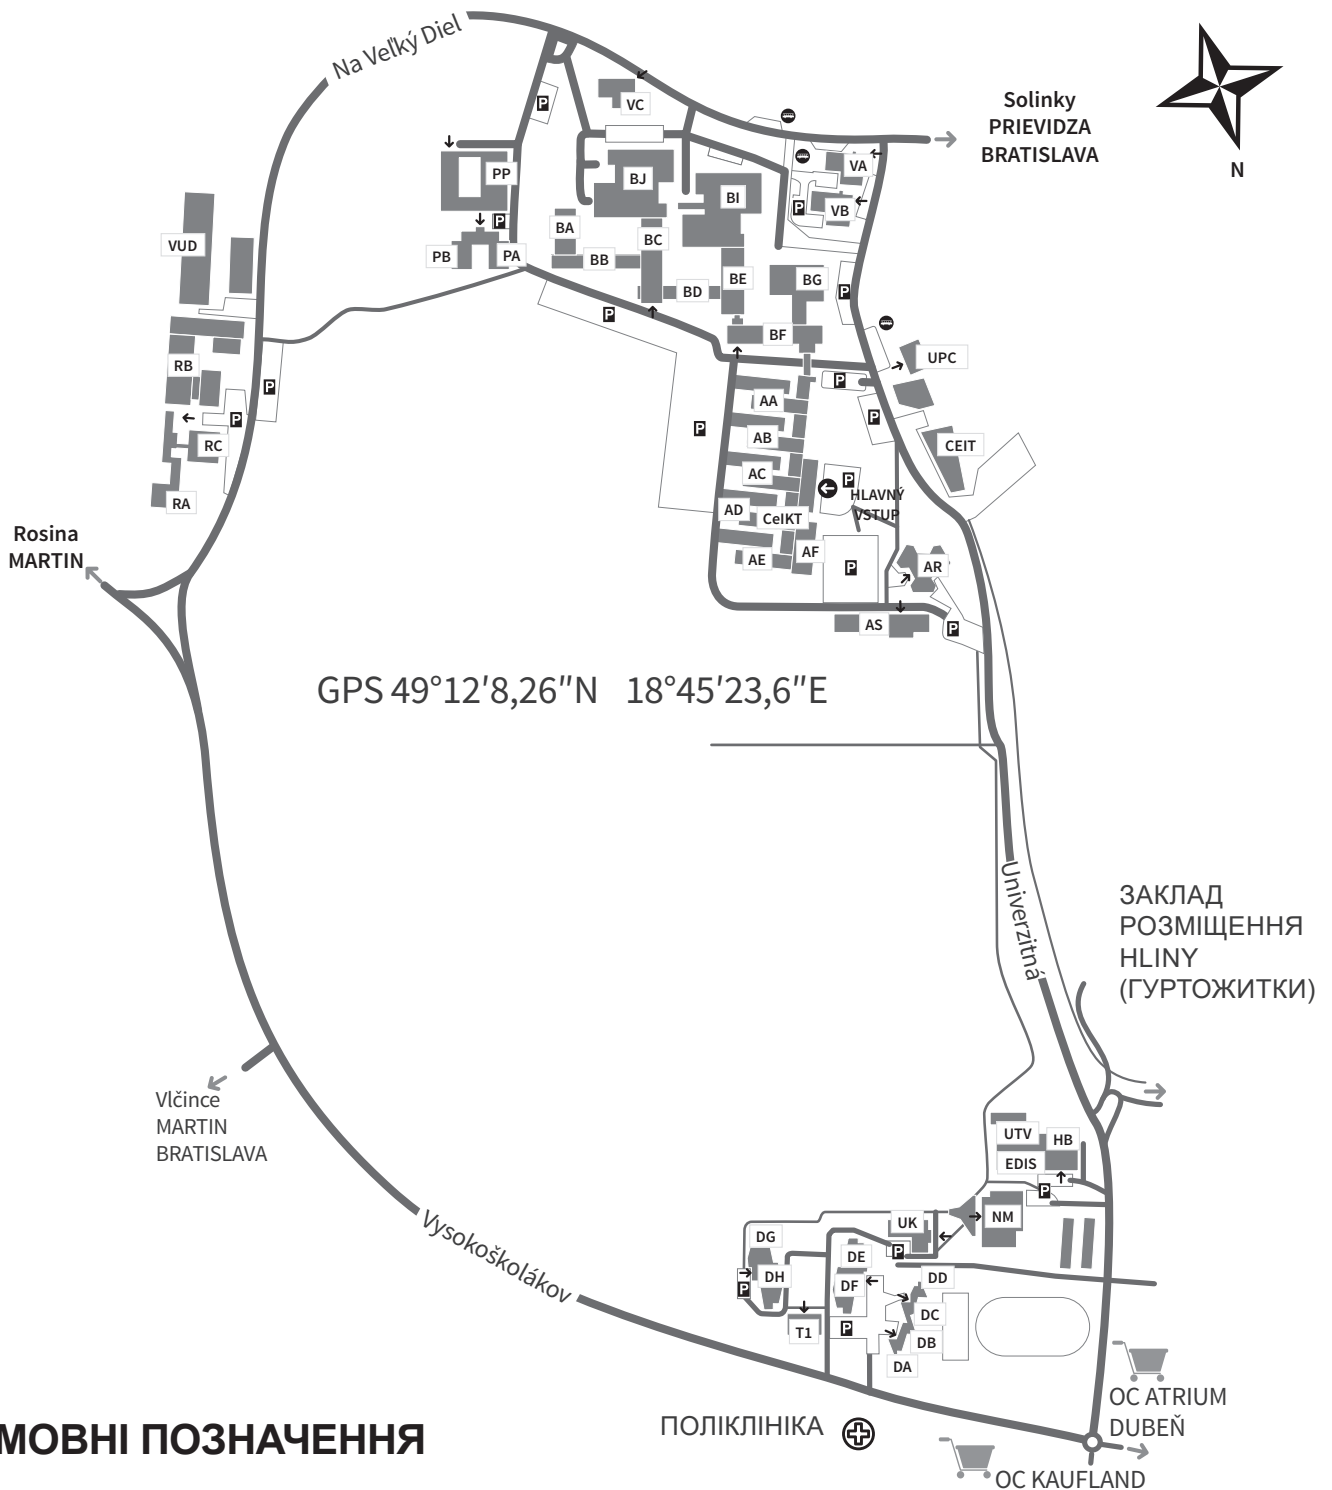 Na Veľký Diel
Solinky
PRIEVIDZA
BRATISLAVA
N
P
VC
VA
PP
BJ
BI
P
VB
VUD
P
BA
BC
PB
PA
BB
BE
BG
BD
P
P
BF
UPC
RB
P
P
AA
P
P
P
AB
RC
CEIT
AC
P
HLAVNÝ
VSTUP
RA
AD
CeIKT
Rosina
MARTIN
AE
AF
P
AR
AS
P
GPS 49°12′8,26″N 18°45′23,6″E
Univerzitná
ЗАКЛАД
РОЗМІЩЕННЯ
HLINY
(ГУРТОЖИТКИ)
Vlčince
MARTIN
BRATISLAVA
UTV
HB
EDIS
P
NM
UK
DG
P
DE
Vysokoškolákov
DH
DD
P
DF
DC
T1
P
DB
DA
OC ATRIUM
DUBEŇ
ПОЛІКЛІНІКА
МОВНІ ПОЗНАЧЕННЯ
OC KAUFLAND